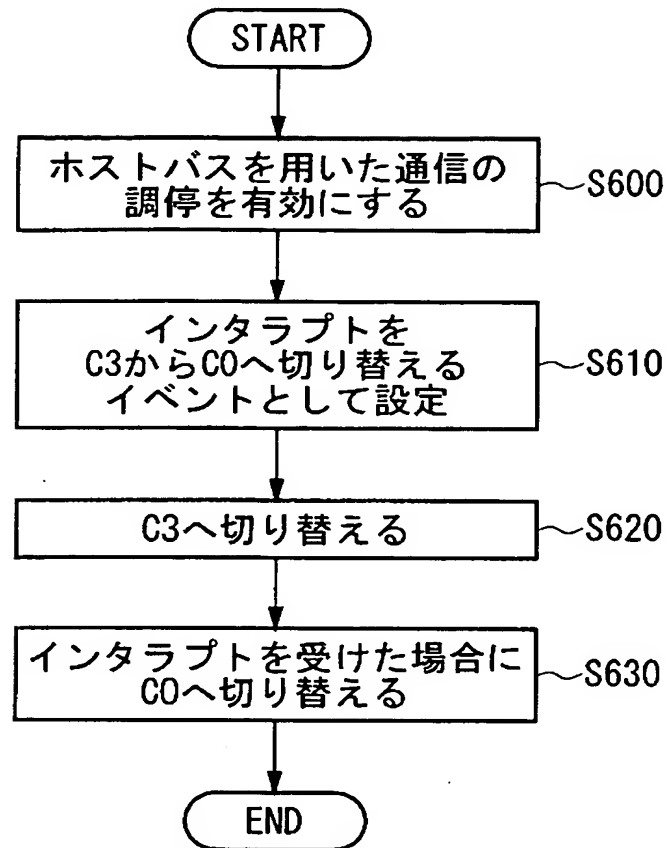 START
ホストバスを用いた通信の
調停を有効にする
S600
インタラプトを
C3からC0へ切り替える
イベントとして設定
S610
C3へ切り替える
S620
インタラプトを受けた場合に
C0へ切り替える
S630
END